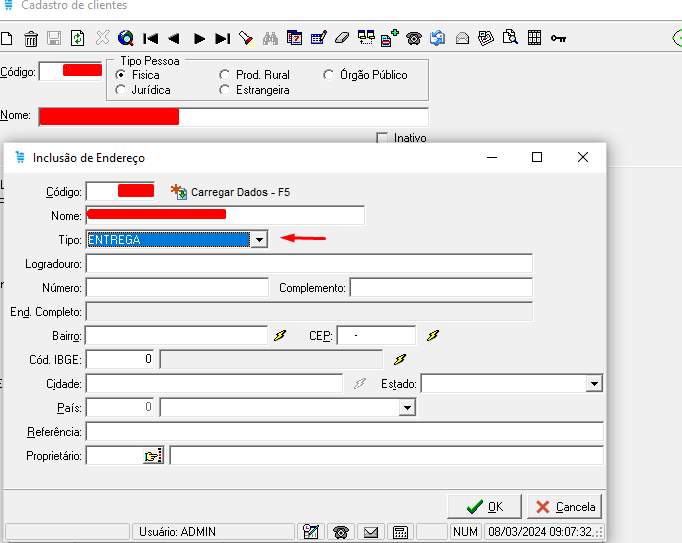 Cadastro de clientes
Código:
Tipo Pessoa
Fisica
Prod. Rural
Órgão Público
Jurídica
Estrangeira
Nome:
Inativo
Inclusão de Endereço
Código:
Carregar Dados - F5
Nome:
Tipo: ENTREGA
Logradouro:
Número:
Complemento:
End. Completo:
Bairro:
CEP: -
Cód. IBGE: 0
Cidade:
Estado:
País: 0
Referência:
Proprietário:
OK
Cancela
Usuário: ADMIN
NUM
08/03/2024 09:07:32